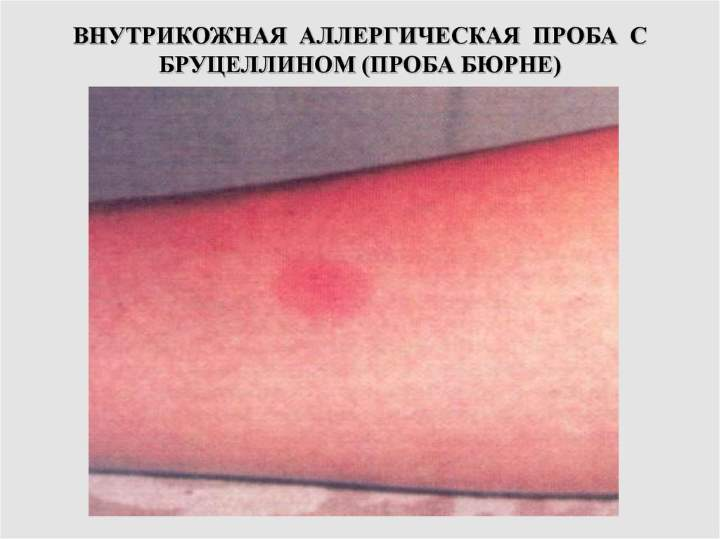 ВНУТРИКОЖНАЯ АЛЛЕРГИЧЕСКАЯ ПРОБА С
БРУЦЕЛЛИНОМ (ПРОБА БЮРНЕ)